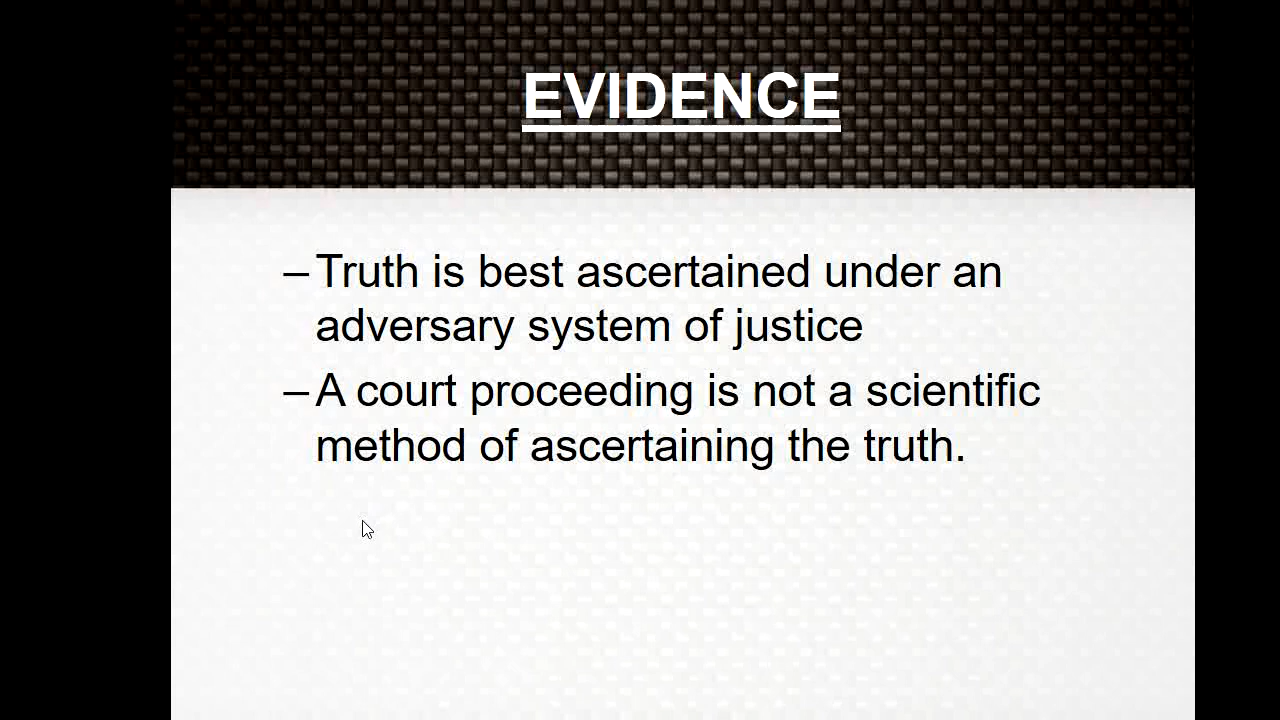 EVIDENCE
– Truth is best ascertained under an
adversary system of justice
– A court proceeding is not a scientific
method of ascertaining the truth.